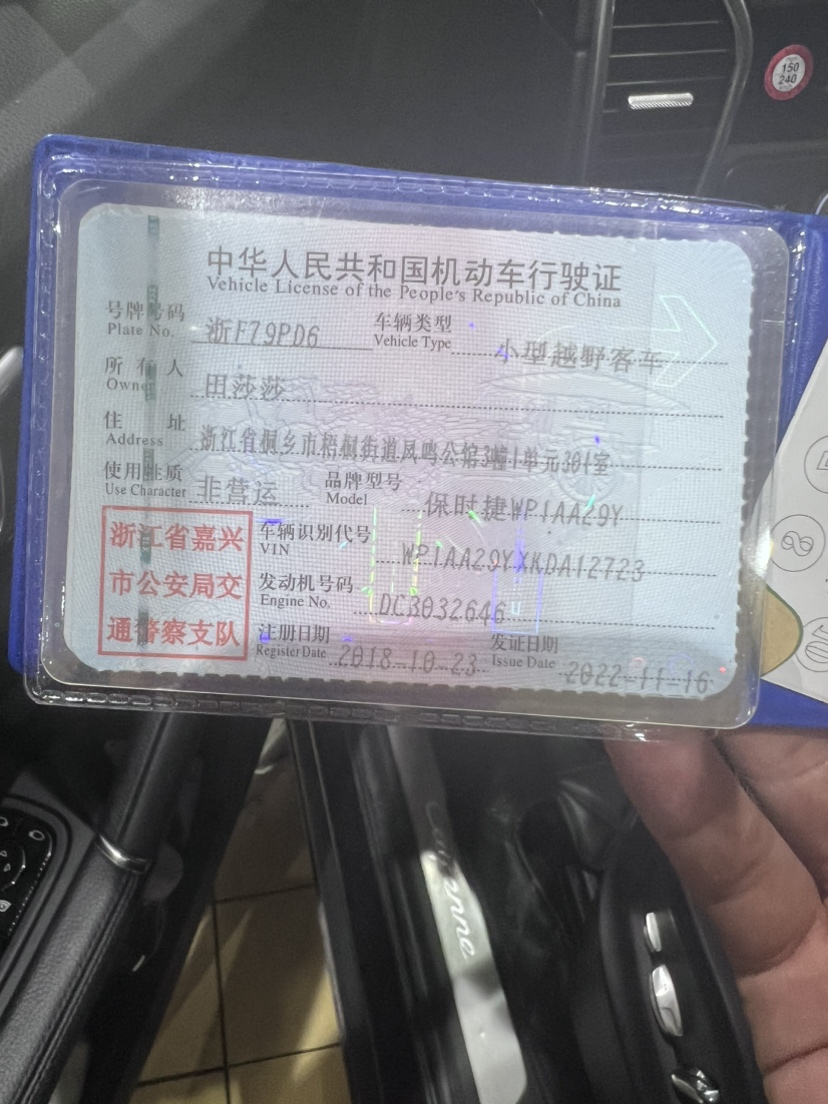 150
240
中华人民共和国机动车行驶证
Vehicle License of the People's Republic of China
号牌号码 浙F79PD6 车辆类型 小型越野客车
Plate No. Vehicle Type
所有人 田莎莎
Owner
住址 浙江省桐乡市梧桐街道凤鸣公馆3幢1单元301室
Address
使用性质 非营运 品牌型号 保时捷WP1AA29Y
Use Character Model
浙江省嘉兴
市公安局交
通警察支队
车辆识别代号 WP1AA29YXKDA12723
VIN
发动机号码 DC3032646
Engine No.
注册日期 2018-10-23 发证日期 2022-11-16
Register Date Issue Date
Cayenne